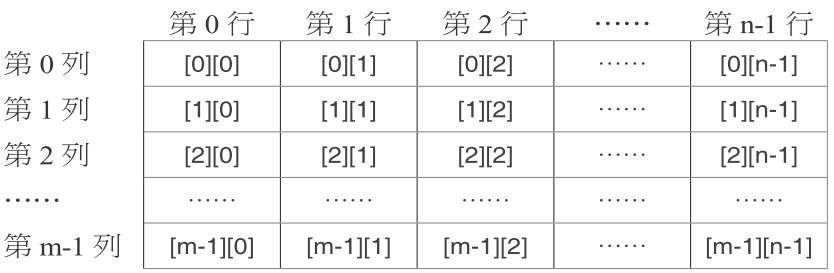 第 0 行 第 1 行 第 2 行 …… 第 n-1 行
第 0 列 [0][0] [0][1] [0][2] …… [0][n-1]
第 1 列 [1][0] [1][1] [1][2] …… [1][n-1]
第 2 列 [2][0] [2][1] [2][2] …… [2][n-1]
…… …… …… …… …… ……
第 m-1 列 [m-1][0] [m-1][1] [m-1][2] …… [m-1][n-1]